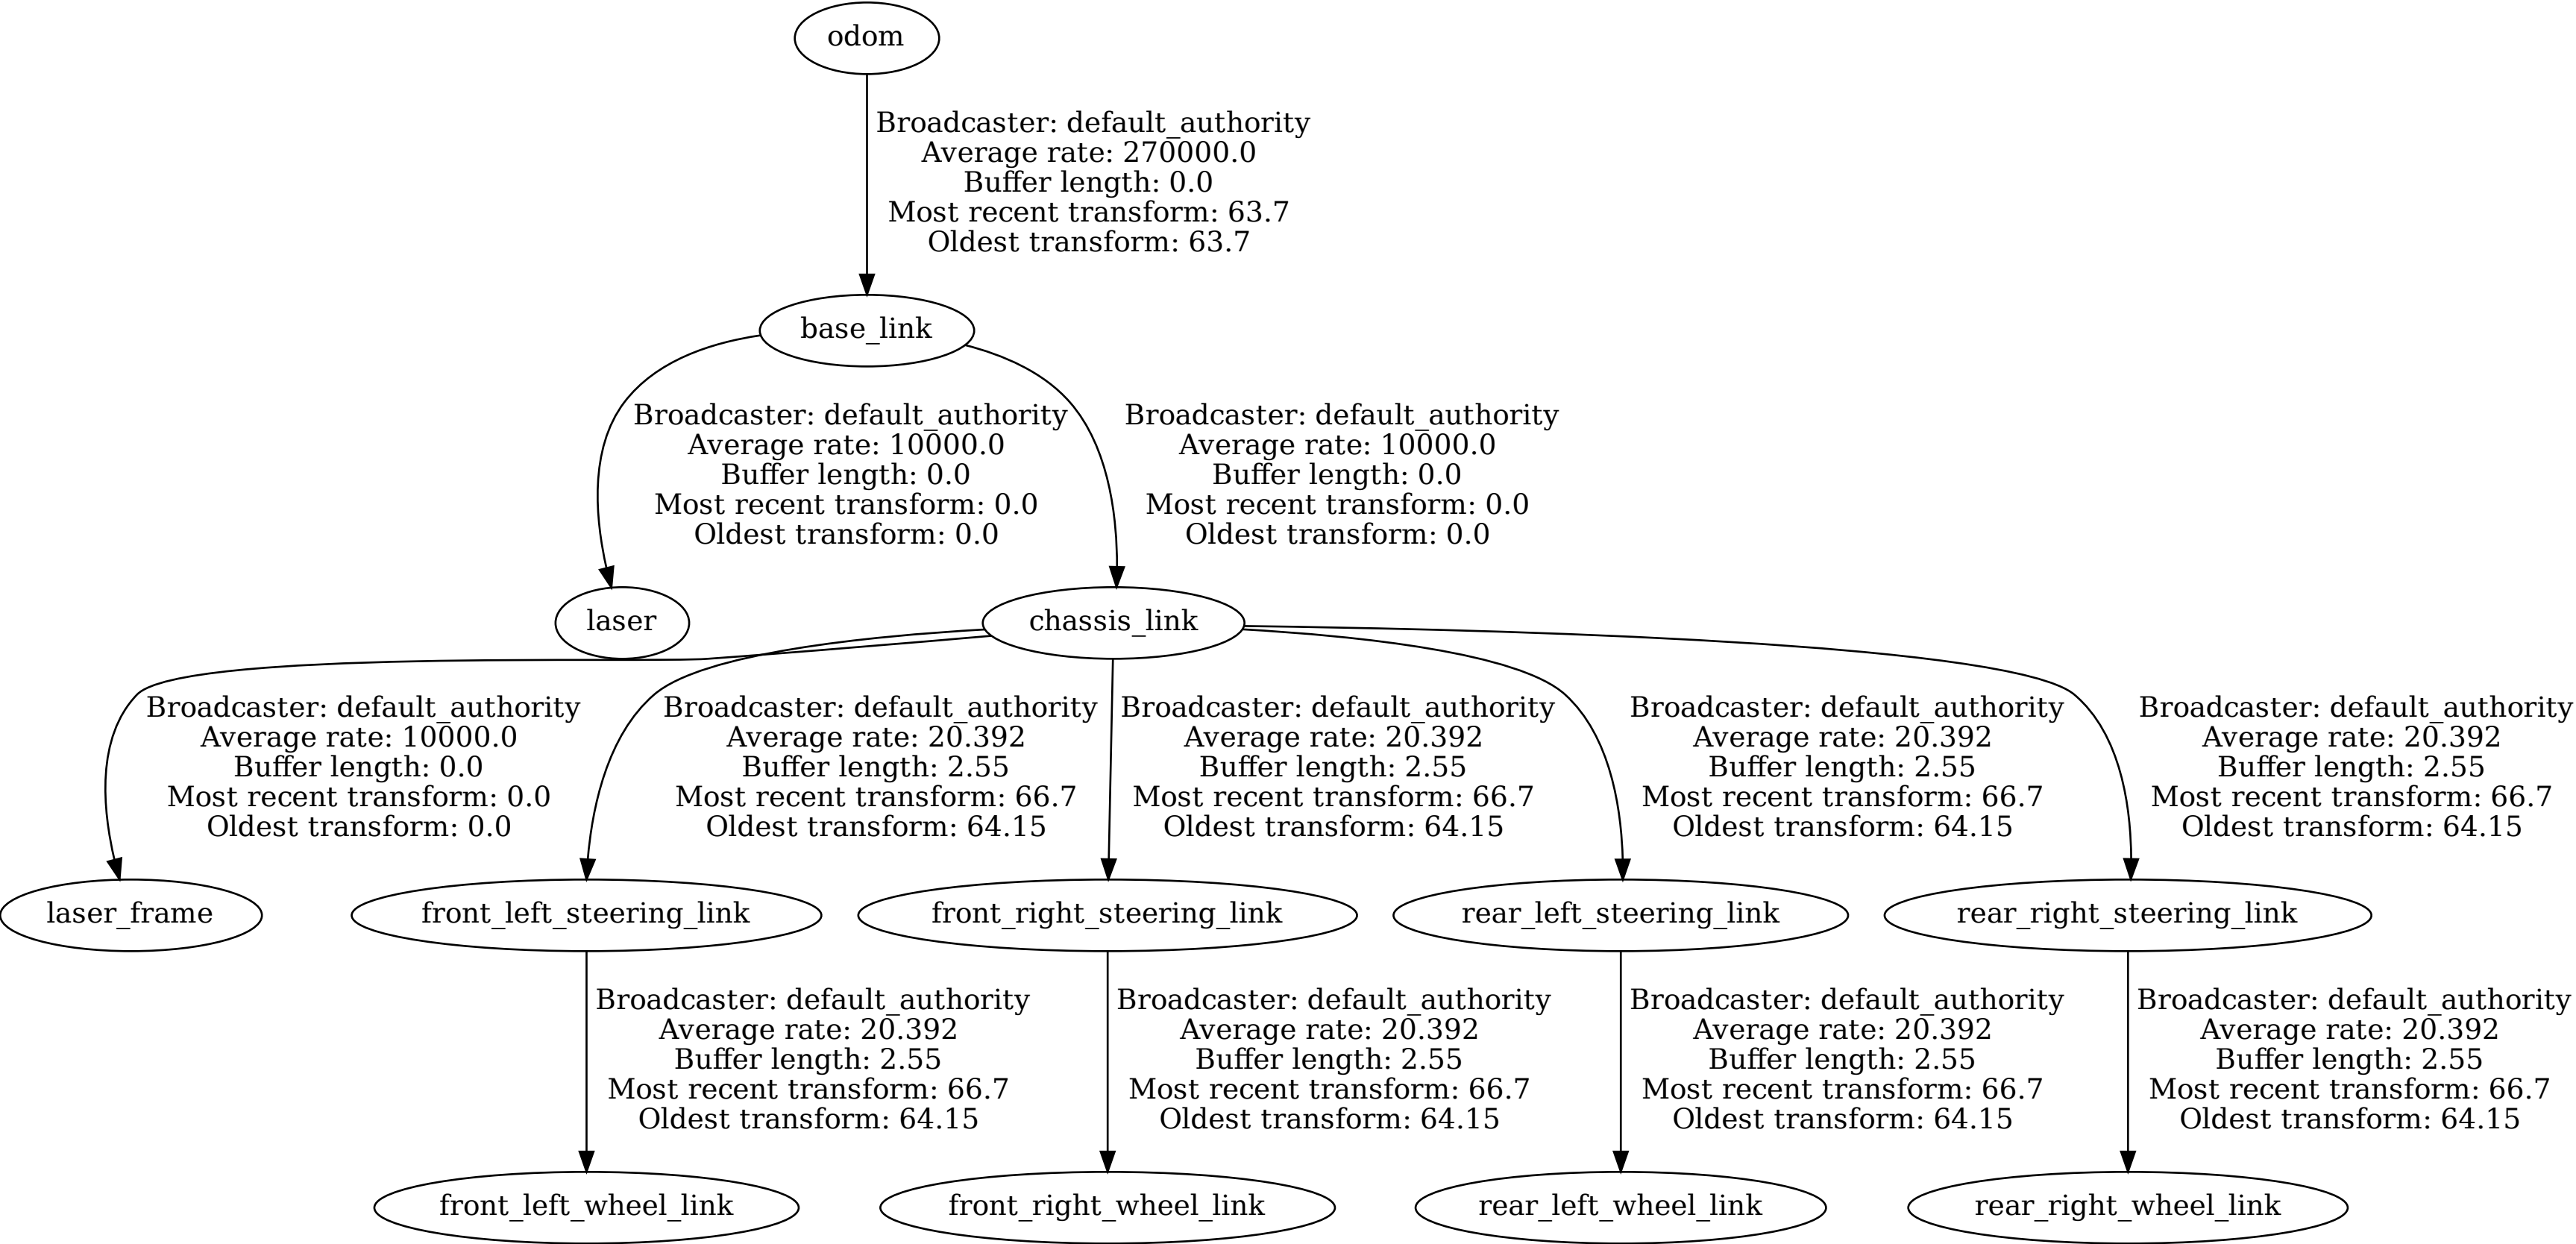 odom
Broadcaster: default_authority
Average rate: 270000.0
Buffer length: 0.0
Most recent transform: 63.7
Oldest transform: 63.7
base_link
Broadcaster: default_authority
Average rate: 10000.0
Buffer length: 0.0
Most recent transform: 0.0
Oldest transform: 0.0
Broadcaster: default_authority
Average rate: 10000.0
Buffer length: 0.0
Most recent transform: 0.0
Oldest transform: 0.0
laser
chassis_link
Broadcaster: default_authority
Average rate: 10000.0
Buffer length: 0.0
Most recent transform: 0.0
Oldest transform: 0.0
Broadcaster: default_authority
Average rate: 20.392
Buffer length: 2.55
Most recent transform: 66.7
Oldest transform: 64.15
Broadcaster: default_authority
Average rate: 20.392
Buffer length: 2.55
Most recent transform: 66.7
Oldest transform: 64.15
Broadcaster: default_authority
Average rate: 20.392
Buffer length: 2.55
Most recent transform: 66.7
Oldest transform: 64.15
Broadcaster: default_authority
Average rate: 20.392
Buffer length: 2.55
Most recent transform: 66.7
Oldest transform: 64.15
laser_frame
front_left_steering_link
front_right_steering_link
rear_left_steering_link
rear_right_steering_link
Broadcaster: default_authority
Average rate: 20.392
Buffer length: 2.55
Most recent transform: 66.7
Oldest transform: 64.15
Broadcaster: default_authority
Average rate: 20.392
Buffer length: 2.55
Most recent transform: 66.7
Oldest transform: 64.15
Broadcaster: default_authority
Average rate: 20.392
Buffer length: 2.55
Most recent transform: 66.7
Oldest transform: 64.15
Broadcaster: default_authority
Average rate: 20.392
Buffer length: 2.55
Most recent transform: 66.7
Oldest transform: 64.15
front_left_wheel_link
front_right_wheel_link
rear_left_wheel_link
rear_right_wheel_link